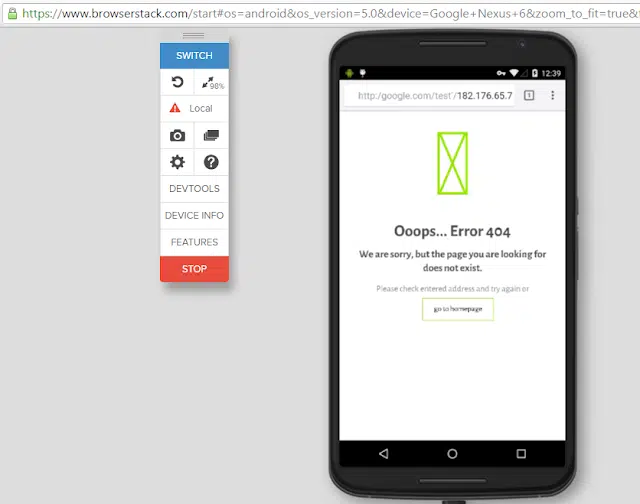 https://www.browserstack.com/start#os=android&os_version=5.0&device=Google+Nexus+6&zoom_to_fit=true&
SWITCH
98%
Local
DEVTOOLS
DEVICE INFO
FEATURES
STOP
12:39
http:/google.com/test'/182.176.65.7
1
Ooops... Error 404
We are sorry, but the page you are looking for
does not exist.
Please check entered address and try again or
go to homepage